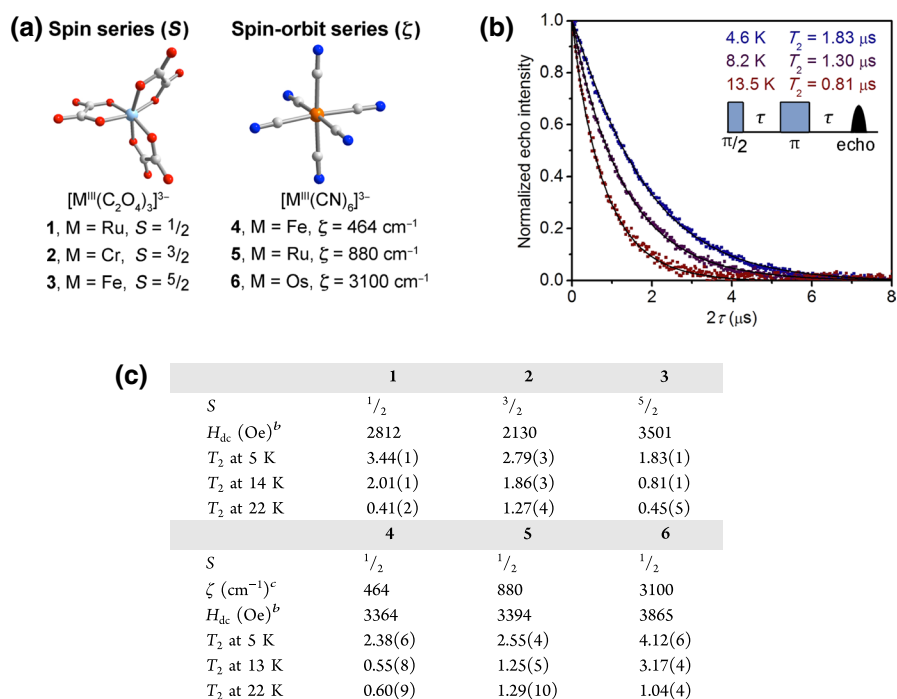 (a) Spin series (S) Spin-orbit series (ζ)
[Mᴵᴵᴵ(C₂O₄)₃]³⁻ [Mᴵᴵᴵ(CN)₆]³⁻
1, M = Ru, S = ¹/₂ 4, M = Fe, ζ = 464 cm⁻¹
2, M = Cr, S = ³/₂ 5, M = Ru, ζ = 880 cm⁻¹
3, M = Fe, S = ⁵/₂ 6, M = Os, ζ = 3100 cm⁻¹
(b)
Normalized echo intensity
1.0
0.8
0.6
0.4
0.2
0.0
4.6 K T₂ = 1.83 μs
8.2 K T₂ = 1.30 μs
13.5 K T₂ = 0.81 μs
τ τ
π/2 π echo
0 2 4 6 8
2τ (μs)
(c)
1 2 3
S ¹/₂ ³/₂ ⁵/₂
H_dc (Oe)ᵇ 2812 2130 3501
T₂ at 5 K 3.44(1) 2.79(3) 1.83(1)
T₂ at 14 K 2.01(1) 1.86(3) 0.81(1)
T₂ at 22 K 0.41(2) 1.27(4) 0.45(5)
4 5 6
S ¹/₂ ¹/₂ ¹/₂
ζ (cm⁻¹)ᶜ 464 880 3100
H_dc (Oe)ᵇ 3364 3394 3865
T₂ at 5 K 2.38(6) 2.55(4) 4.12(6)
T₂ at 13 K 0.55(8) 1.25(5) 3.17(4)
T₂ at 22 K 0.60(9) 1.29(10) 1.04(4)